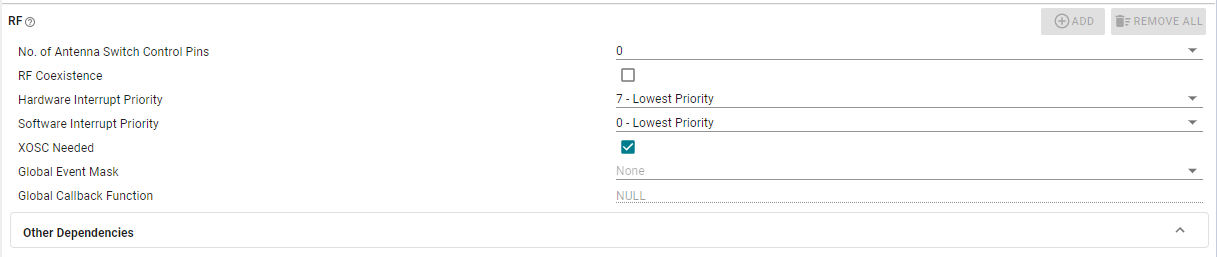 RF ADD REMOVE ALL
No. of Antenna Switch Control Pins 0
RF Coexistence
Hardware Interrupt Priority 7 - Lowest Priority
Software Interrupt Priority 0 - Lowest Priority
XOSC Needed
Global Event Mask None
Global Callback Function NULL
Other Dependencies